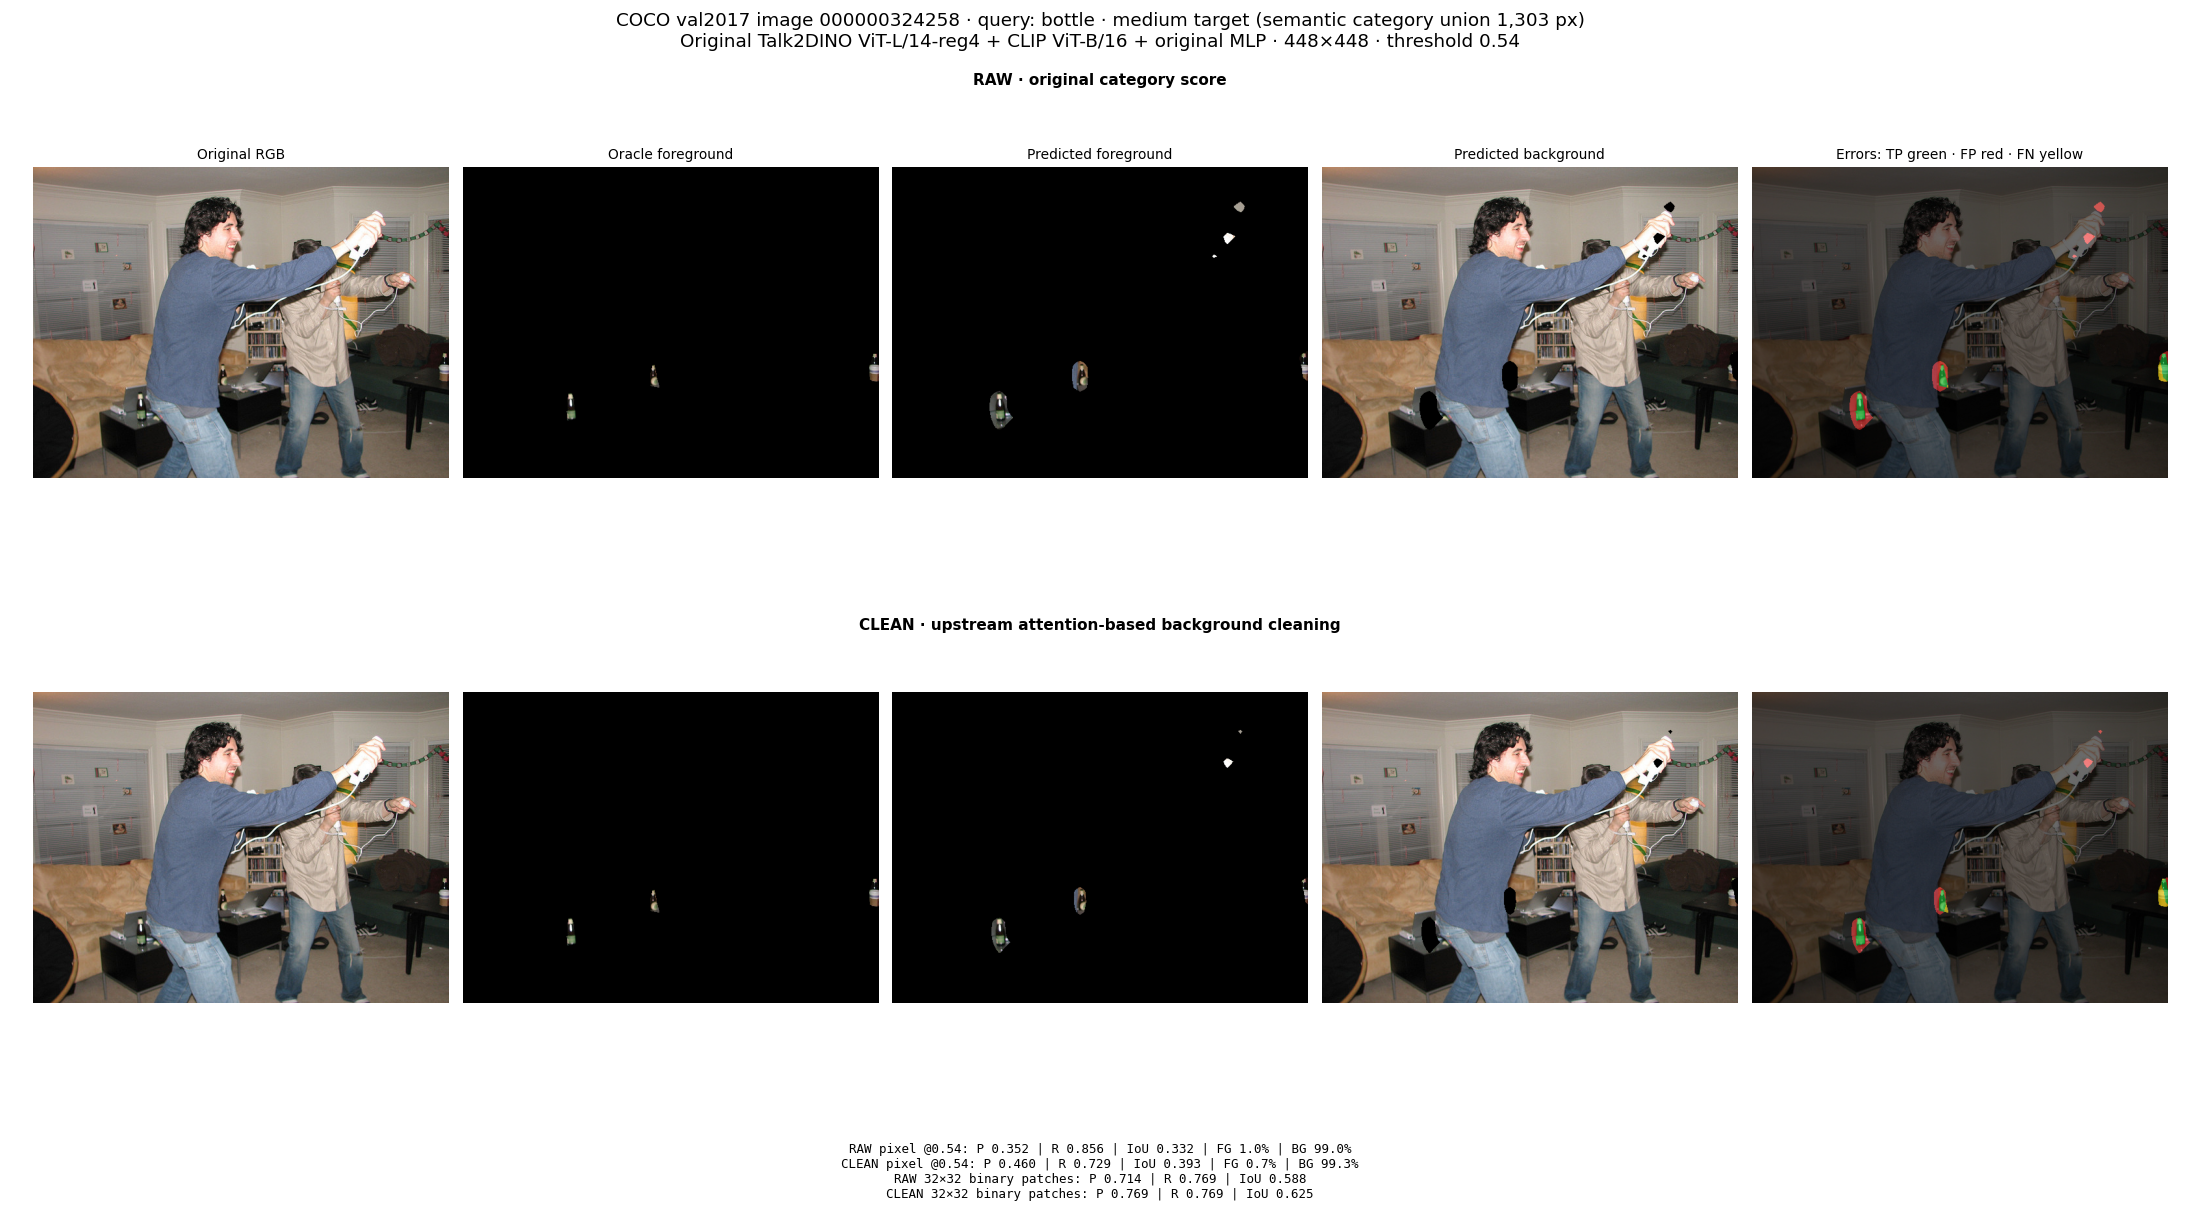 COCO val2017 image 000000324258 · query: bottle · medium target (semantic category union 1,303 px)
Original Talk2DINO ViT-L/14-reg4 + CLIP ViT-B/16 + original MLP · 448×448 · threshold 0.54
RAW · original category score
Original RGB
Oracle foreground
Predicted foreground
Predicted background
Errors: TP green · FP red · FN yellow
CLEAN · upstream attention-based background cleaning
RAW pixel @0.54: P 0.352 | R 0.856 | IoU 0.332 | FG 1.0% | BG 99.0%
CLEAN pixel @0.54: P 0.460 | R 0.729 | IoU 0.393 | FG 0.7% | BG 99.3%
RAW 32×32 binary patches: P 0.714 | R 0.769 | IoU 0.588
CLEAN 32×32 binary patches: P 0.769 | R 0.769 | IoU 0.625